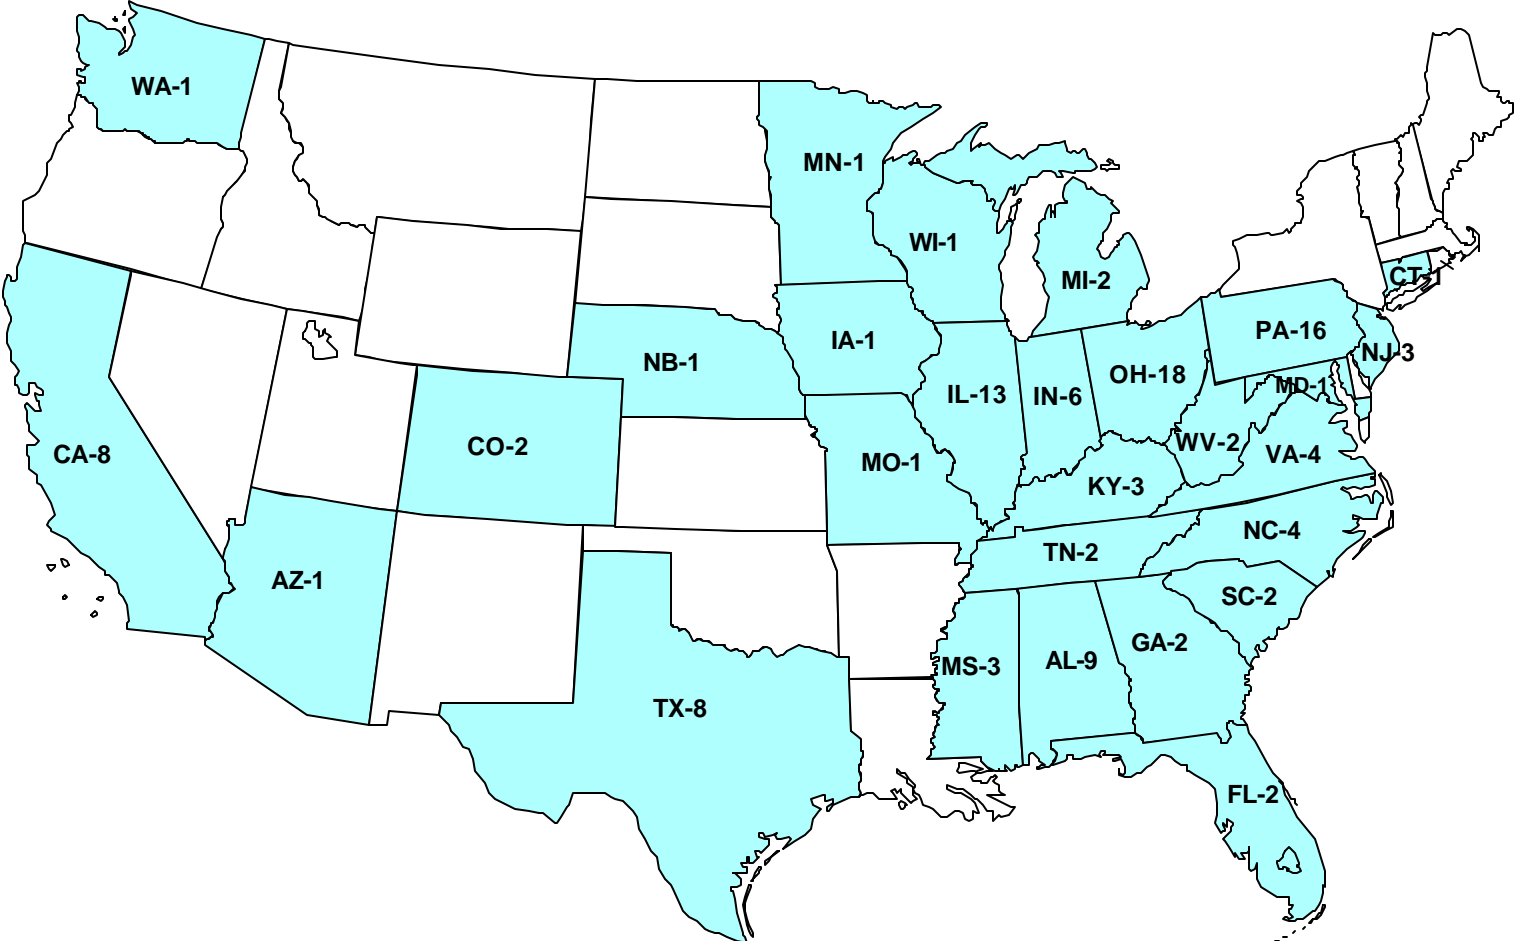 WA-1
MN-1
WI-1
MI-2
CT-1
PA-16
IA-1
NJ-3
NB-1
OH-18
MD-1
IL-13
IN-6
CO-2
WV-2
CA-8
MO-1
VA-4
KY-3
NC-4
TN-2
AZ-1
SC-2
GA-2
AL-9
MS-3
TX-8
FL-2